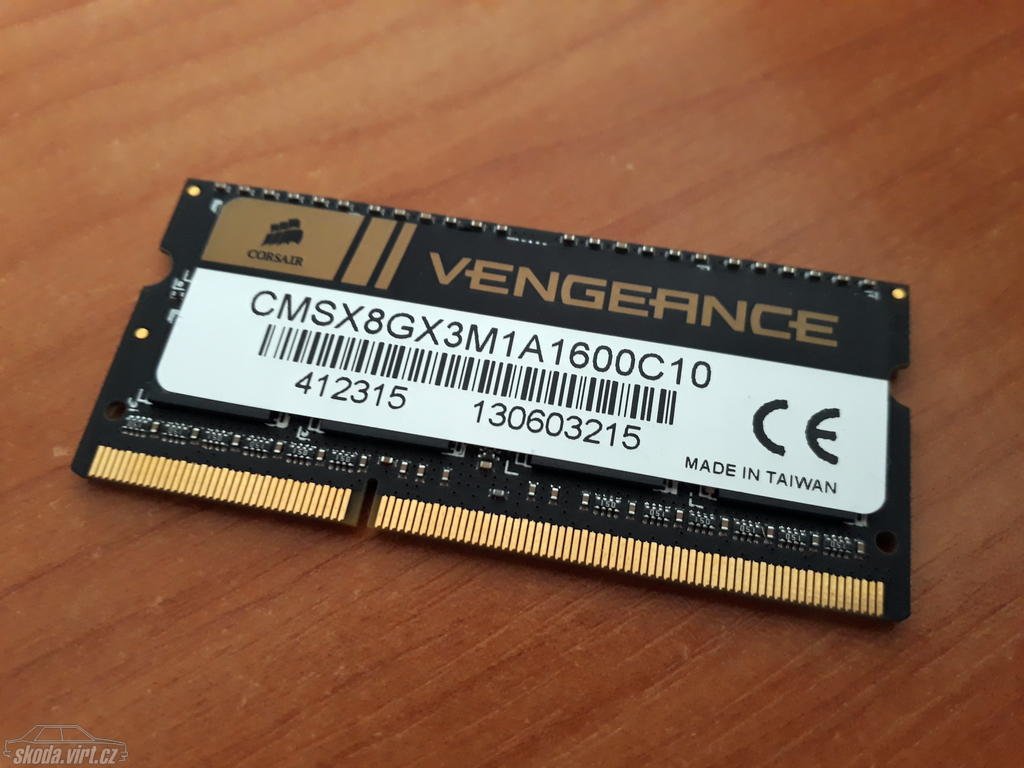 CORSAIR
VENGEANCE
CMSX8GX3M1A1600C10
412315 130603215
MADE IN TAIWAN
CE
skoda.virt.cz